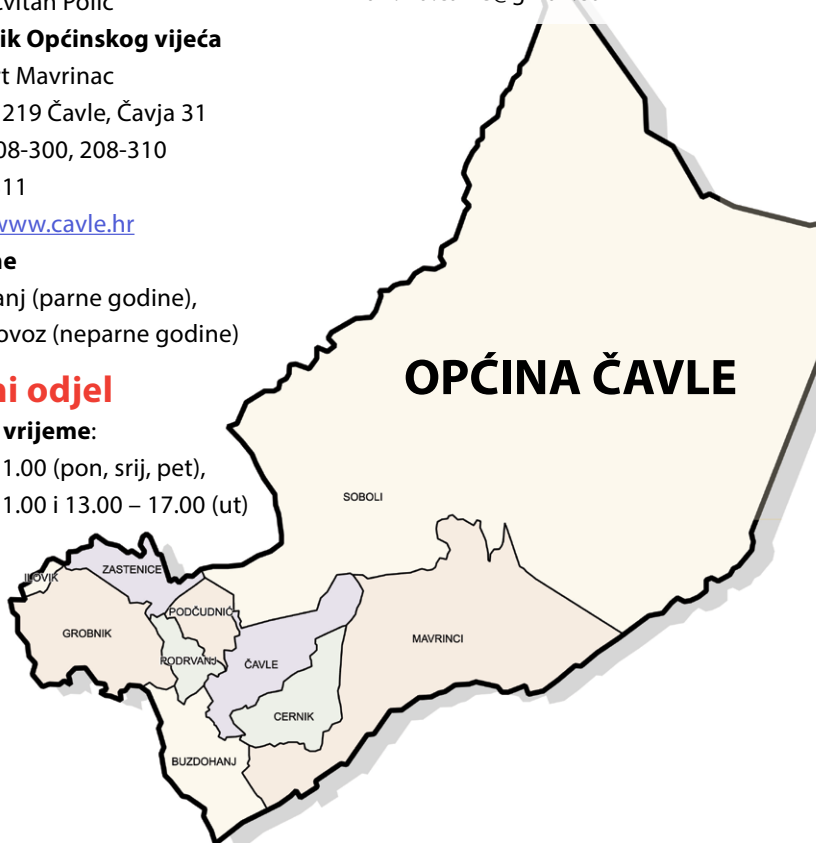 Polić
ik Općinskog vijeća
t Mavrinac
219 Čavle, Čavja 31
08-300, 208-310
11
www.cavle.hr
ne
anj (parne godine),
ovoz (neparne godine)
ni odjel
vrijeme:
1.00 (pon, srij, pet),
1.00 i 13.00 – 17.00 (ut)
OPĆINA ČAVLE
SOBOLI
ILOVIK
ZASTENICE
PODČUDNIČ
GROBNIK
PODRVANJ
ČAVLE
MAVRINCI
CERNIK
BUZDOHANJ